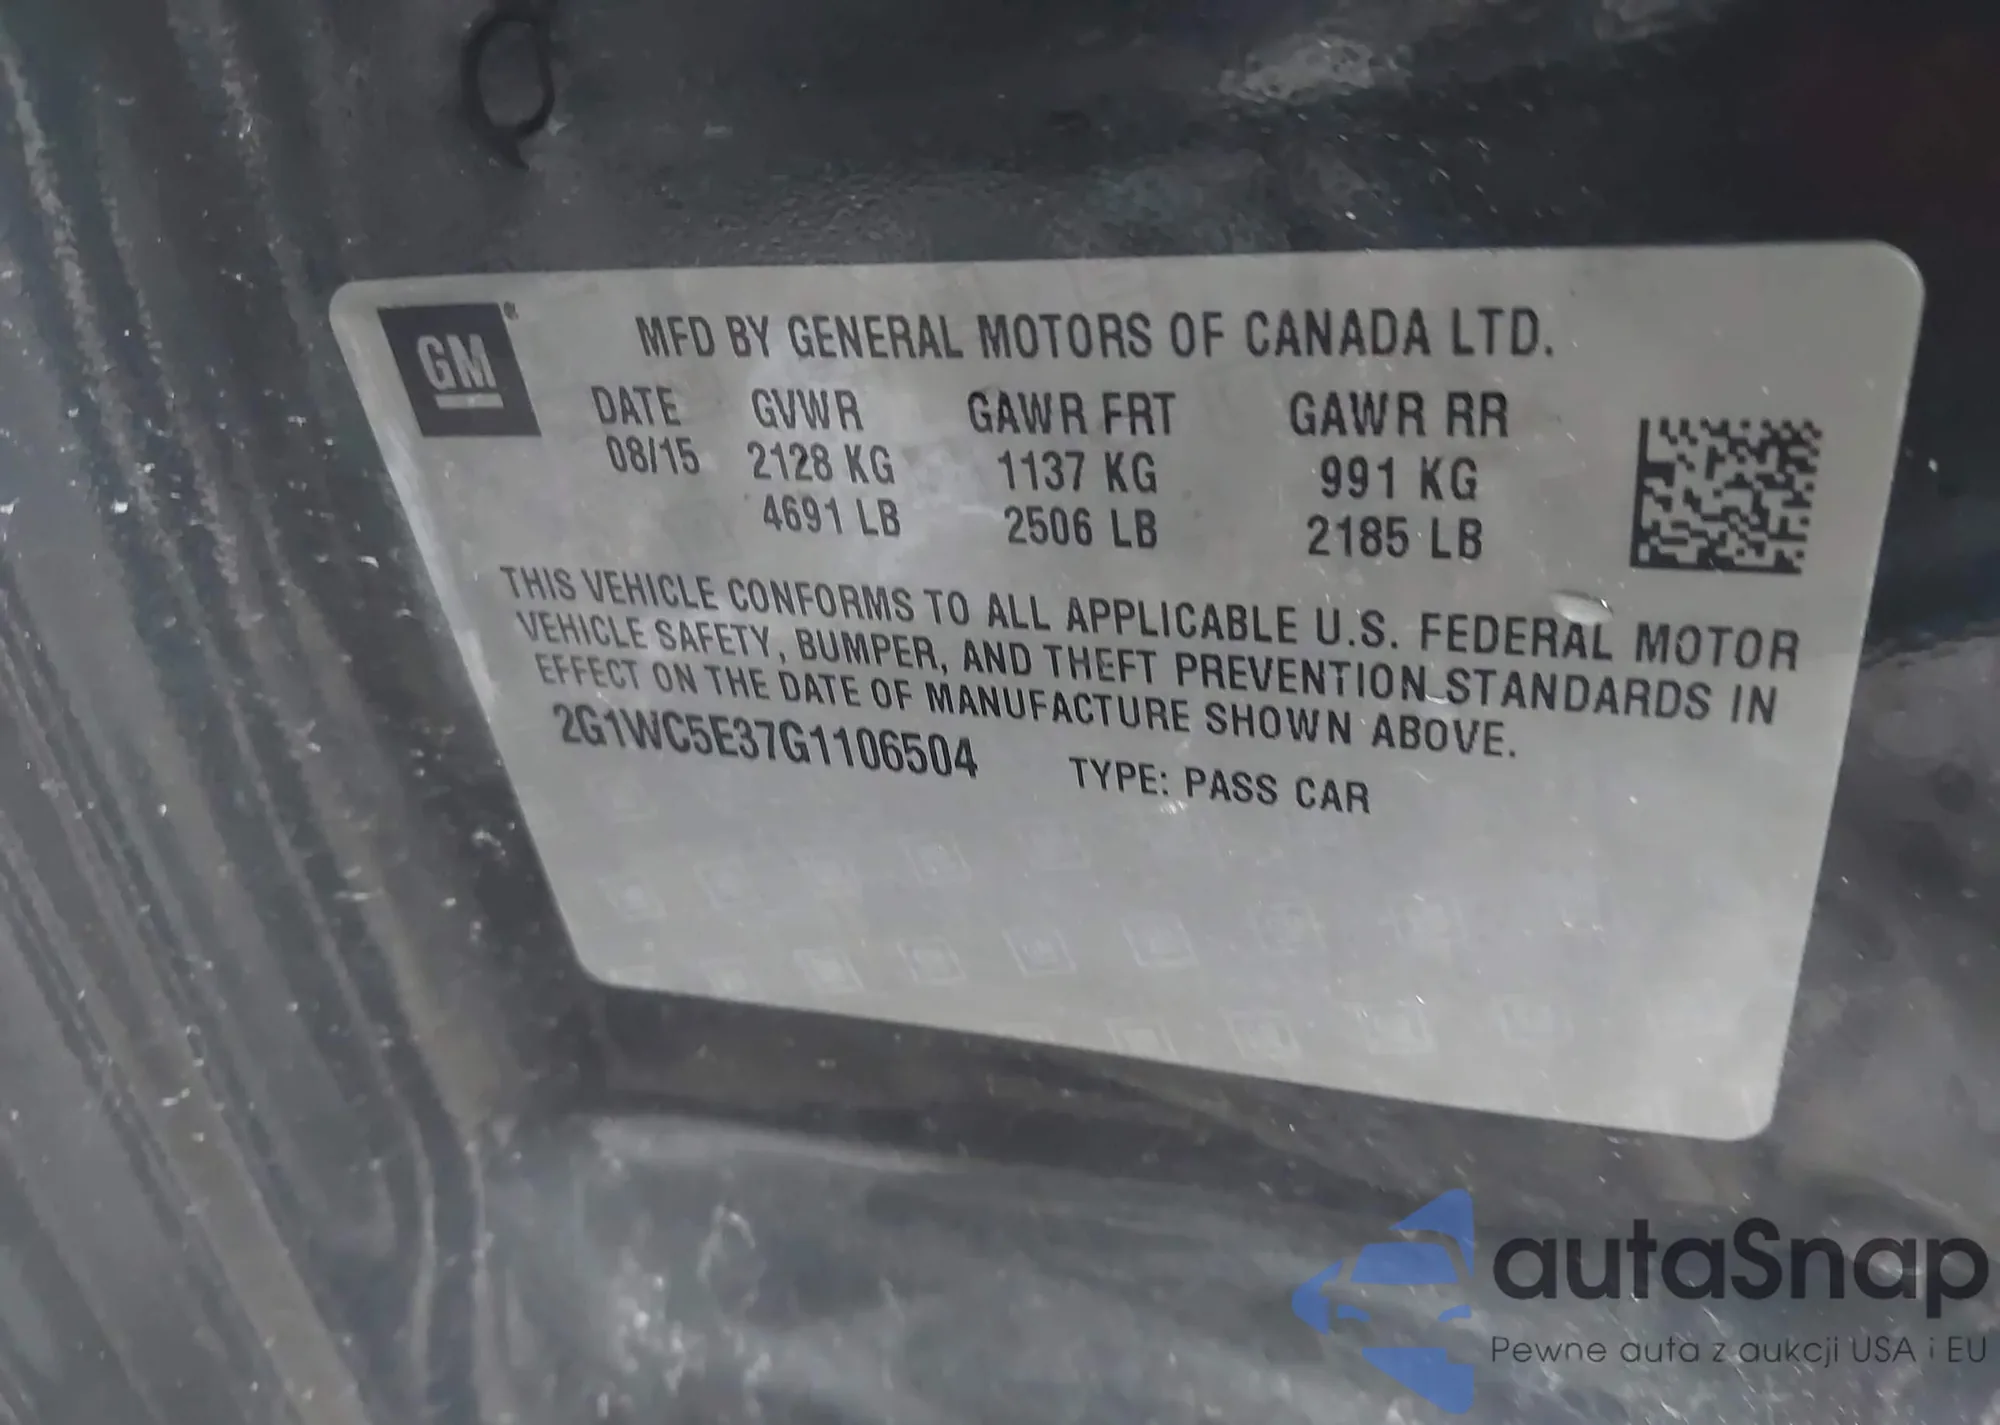 GM
MFD BY GENERAL MOTORS OF CANADA LTD.
DATE GVWR GAWR FRT GAWR RR
08/15 2128 KG 1137 KG 991 KG
4691 LB 2506 LB 2185 LB
THIS VEHICLE CONFORMS TO ALL APPLICABLE U.S. FEDERAL MOTOR
VEHICLE SAFETY, BUMPER, AND THEFT PREVENTION STANDARDS IN
EFFECT ON THE DATE OF MANUFACTURE SHOWN ABOVE.
2G1WC5E37G1106504 TYPE: PASS CAR
autaSnap
Pewne auta z aukcji USA i EU